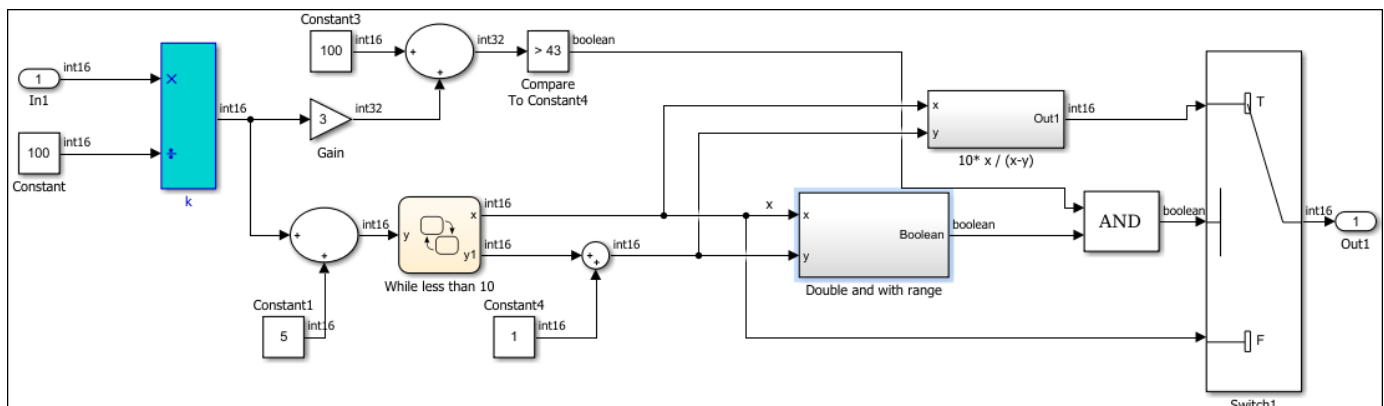 Constant3
100
int16
+
+
int32
> 43
boolean
Compare
To Constant4
1
In1
int16
×
÷
k
int16
100
Constant
int16
3
Gain
int32
x
y
Out1
10* x / (x-y)
int16
T
F
Switch1
int16
1
Out1
+
+
int16
y
x
y1
While less than 10
int16
int16
+
+
int16
x
x
y
Boolean
Double and with range
boolean
AND
boolean
Constant1
5
int16
Constant4
1
int16